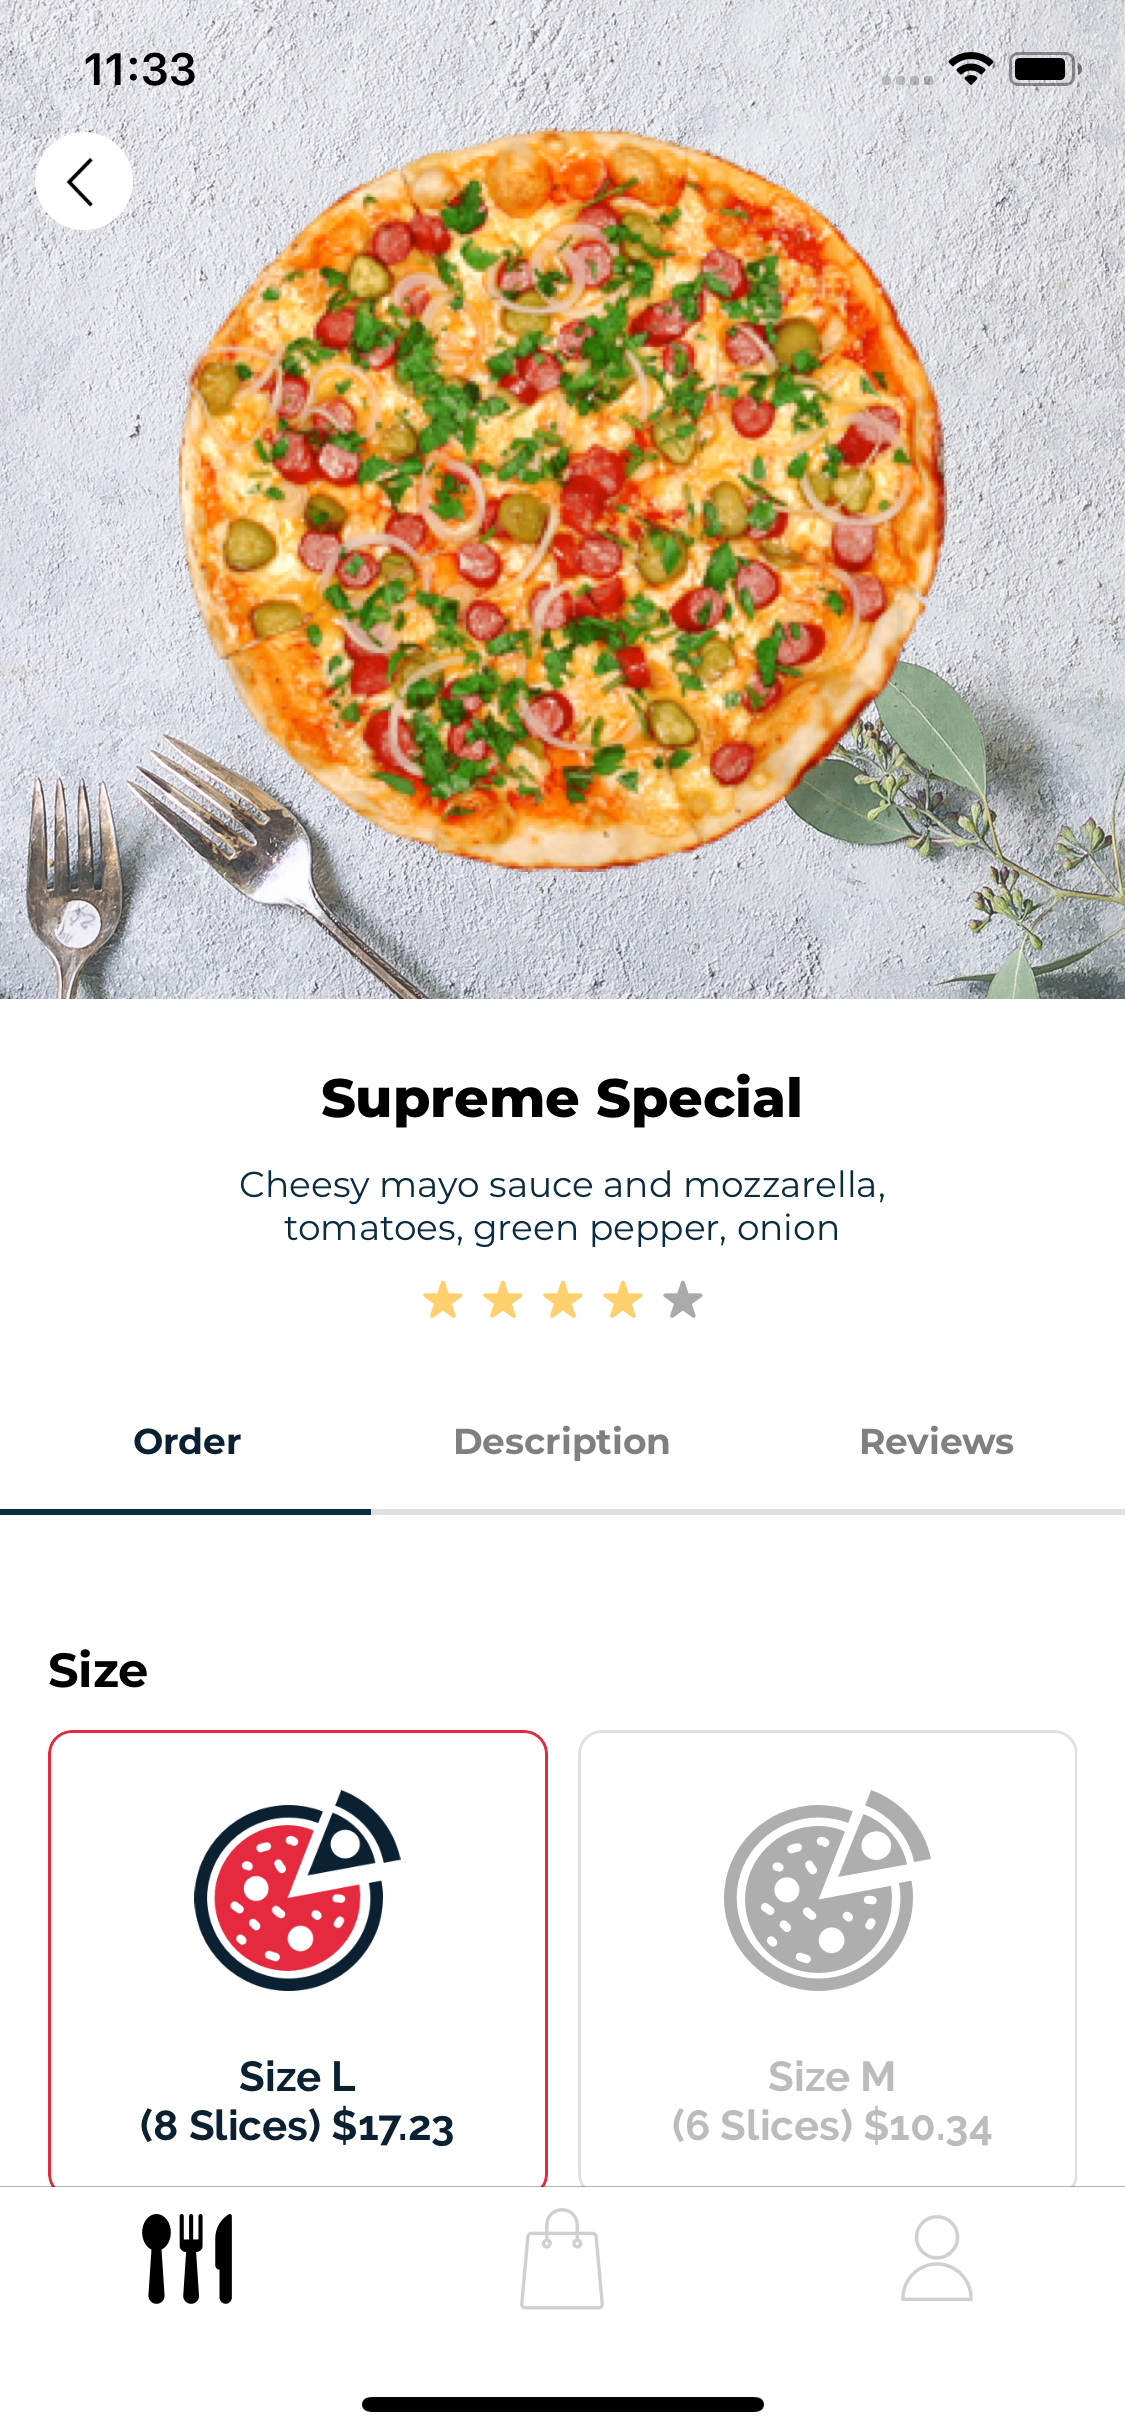 11:33
Supreme Special
Cheesy mayo sauce and mozzarella,
tomatoes, green pepper, onion
Order
Description
Reviews
Size
Size L
(8 Slices) $17.23
Size M
(6 Slices) $10.34